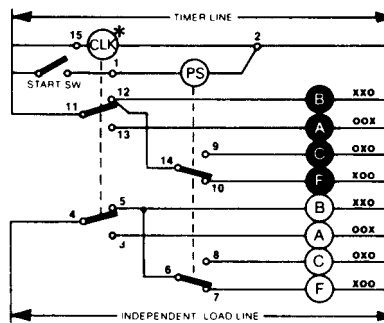 TIMER LINE
15 CLK * 2
START SW 1 PS
12 B XXO
11
13 A OOX
9 C OXO
14
10 F XOO
5 B XXO
4
3 A OOX
8 C OXO
6
7 F XOO
INDEPENDENT LOAD LINE